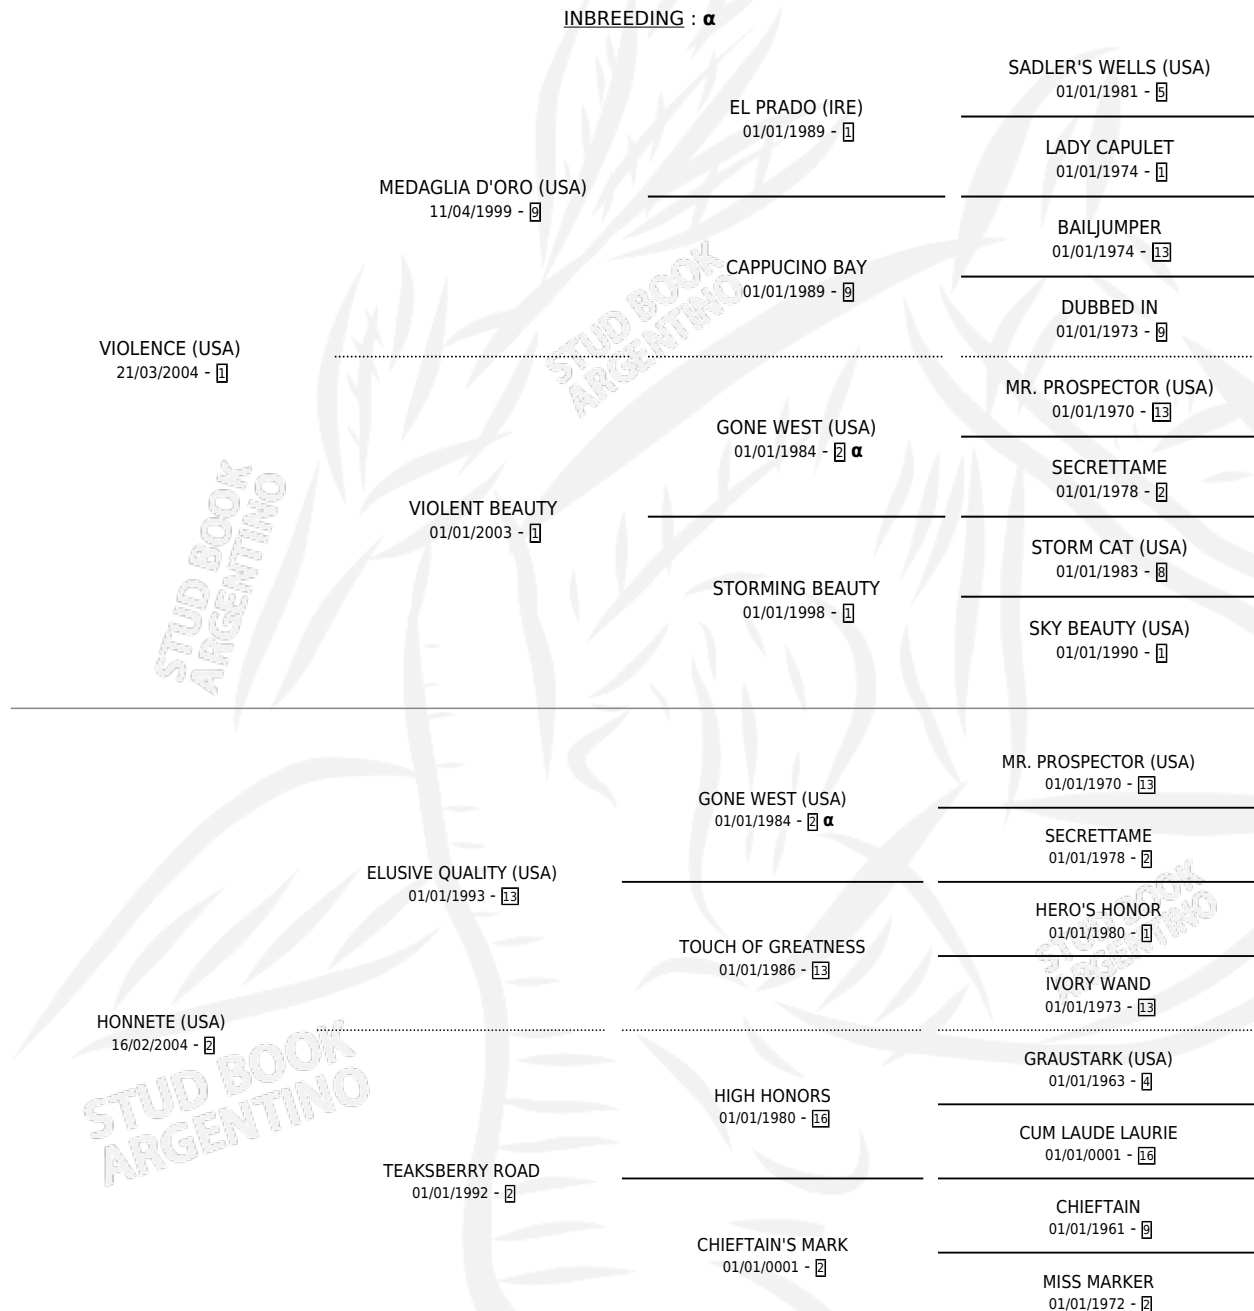 INBREEDING : α
SADLER'S WELLS (USA)
01/01/1981 - 5
EL PRADO (IRE)
01/01/1989 - 1
LADY CAPULET
01/01/1974 - 1
MEDAGLIA D'ORO (USA)
11/04/1999 - 9
BAILJUMPER
01/01/1974 - 13
CAPPUCINO BAY
01/01/1989 - 9
DUBBED IN
01/01/1973 - 9
VIOLENCE (USA)
21/03/2004 - 1
MR. PROSPECTOR (USA)
01/01/1970 - 13
GONE WEST (USA)
01/01/1984 - 2 α
SECRETTAME
01/01/1978 - 2
VIOLENT BEAUTY
01/01/2003 - 1
STORM CAT (USA)
01/01/1983 - 8
STORMING BEAUTY
01/01/1998 - 1
SKY BEAUTY (USA)
01/01/1990 - 1
MR. PROSPECTOR (USA)
01/01/1970 - 13
GONE WEST (USA)
01/01/1984 - 2 α
SECRETTAME
01/01/1978 - 2
ELUSIVE QUALITY (USA)
01/01/1993 - 13
HERO'S HONOR
01/01/1980 - 1
TOUCH OF GREATNESS
01/01/1986 - 13
IVORY WAND
01/01/1973 - 13
HONNETE (USA)
16/02/2004 - 2
GRAUSTARK (USA)
01/01/1963 - 4
HIGH HONORS
01/01/1980 - 16
CUM LAUDE LAURIE
01/01/0001 - 16
TEAKSBERRY ROAD
01/01/1992 - 2
CHIEFTAIN
01/01/1961 - 9
CHIEFTAIN'S MARK
01/01/0001 - 2
MISS MARKER
01/01/1972 - 2
STUD BOOK
ARGENTINO
STUD BOOK
ARGENTINO
STUD BOOK
ARGENTINO
STUD BOOK
ARGENTINO